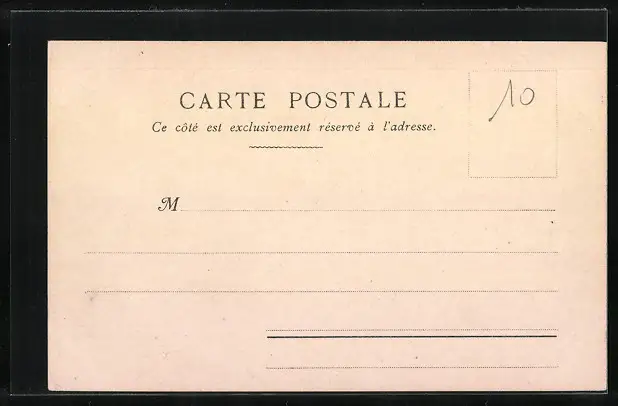 CARTE POSTALE
10
Ce côté est exclusivement réservé à l'adresse.
M